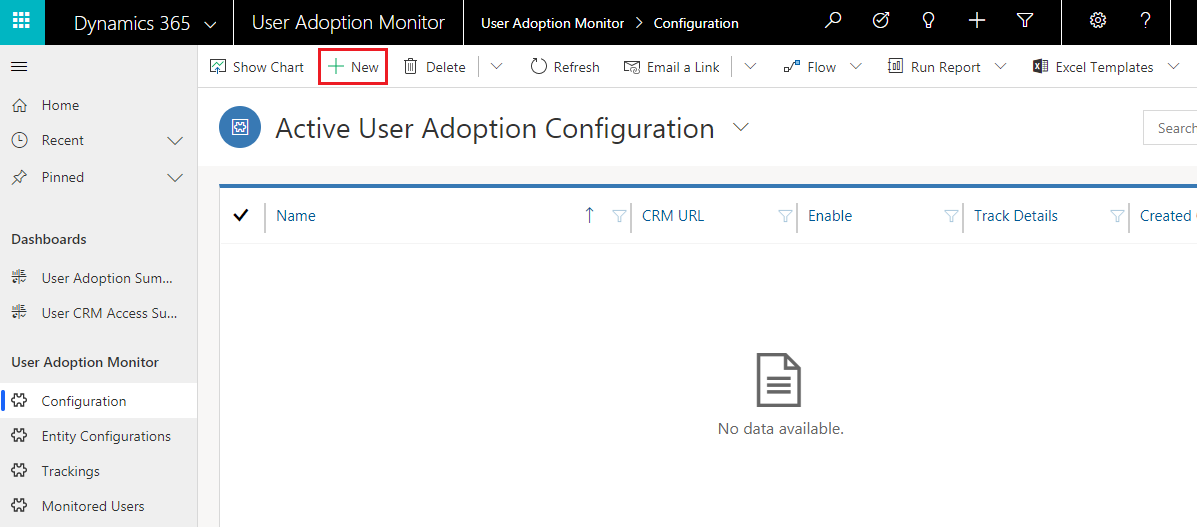 Dynamics 365 User Adoption Monitor User Adoption Monitor > Configuration ?
Show Chart New Delete Refresh Email a Link Flow Run Report Excel Templates
Home
Recent
Pinned
Active User Adoption Configuration
Search
Name CRM URL Enable Track Details Created
Dashboards
User Adoption Sum...
User CRM Access Su...
User Adoption Monitor
Configuration
Entity Configurations
Trackings
Monitored Users
No data available.